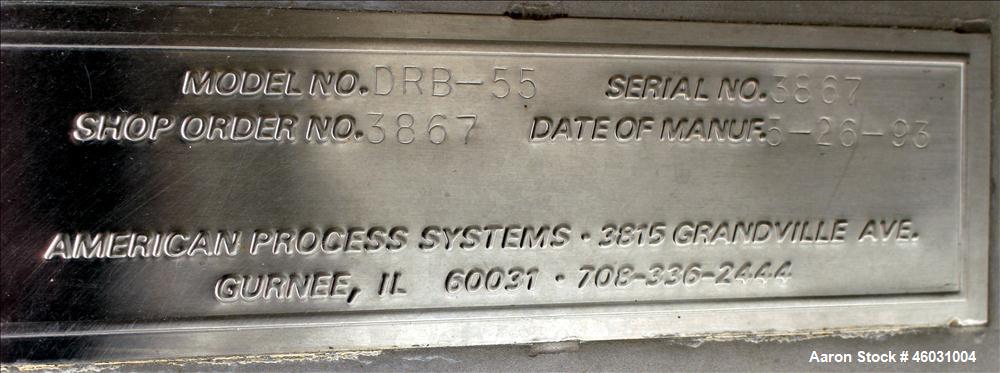 MODEL NO. DRB-55 SERIAL NO. 3867
SHOP ORDER NO. 3867 DATE OF MANUF. 5-26-93
AMERICAN PROCESS SYSTEMS · 3815 GRANDVILLE AVE.
GURNEE, IL 60031 · 708-336-2444
Aaron Stock # 46031004